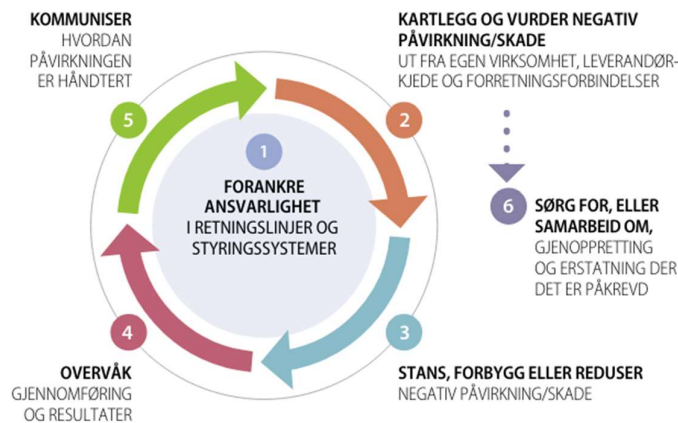 KOMMUNISER
HVORDAN
PÅVIRKNINGEN
ER HÅNDTERT
5
KARTLEGG OG VURDER NEGATIV
PÅVIRKNING/SKADE
UT FRA EGEN VIRKSOMHET, LEVERANDØR-
KJEDE OG FORRETNINGSFORBINDELSER
2
1
FORANKRE
ANSVARLIGHET
I RETNINGSLINJER OG
STYRINGSSYSTEMER
6
SØRG FOR, ELLER
SAMARBEID OM,
GJENOPPRETTING
OG ERSTATNING DER
DET ER PÅKREVD
4
OVERVÅK
GJENNOMFØRING
OG RESULTATER
3
STANS, FORBYGG ELLER REDUSER
NEGATIV PÅVIRKNING/SKADE